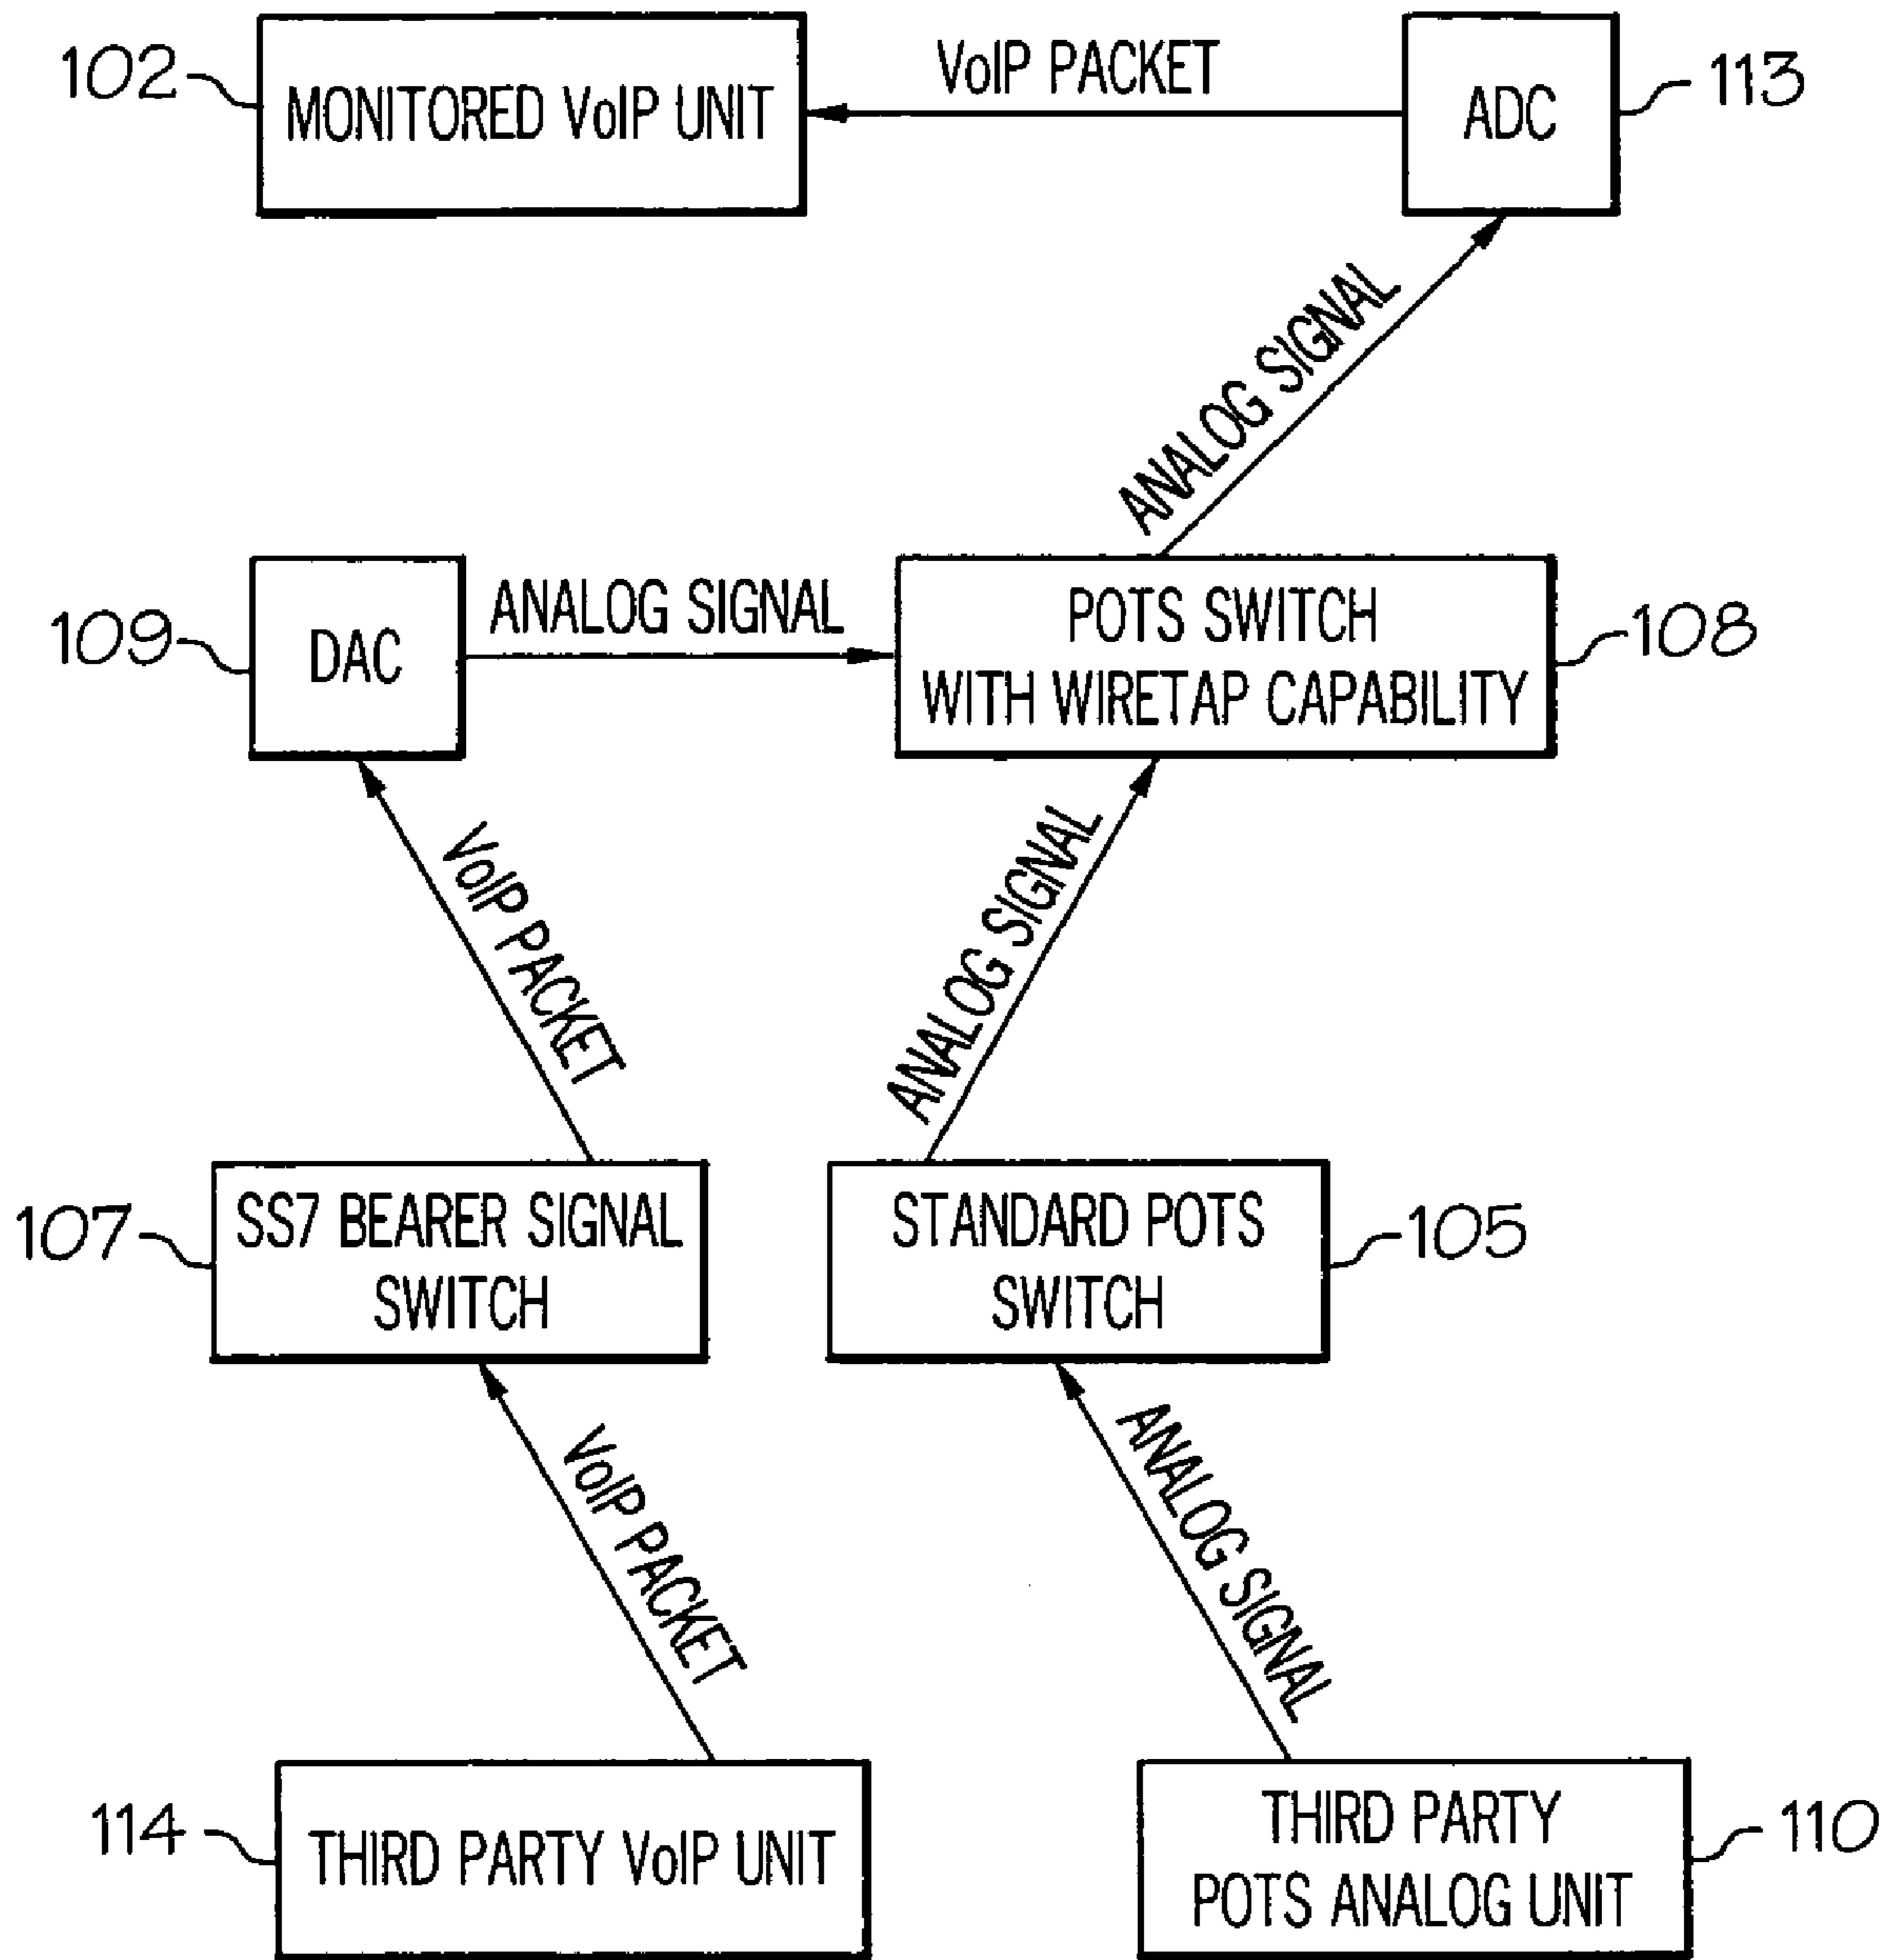 102
MONITORED VoIP UNIT
VoIP PACKET
ADC
113
ANALOG SIGNAL
109
DAC
ANALOG SIGNAL
POTS SWITCH
WITH WIRETAP CAPABILITY
108
VoIP PACKET
ANALOG SIGNAL
107
SS7 BEARER SIGNAL
SWITCH
STANDARD POTS
SWITCH
105
VoIP PACKET
ANALOG SIGNAL
114
THIRD PARTY VoIP UNIT
THIRD PARTY
POTS ANALOG UNIT
110